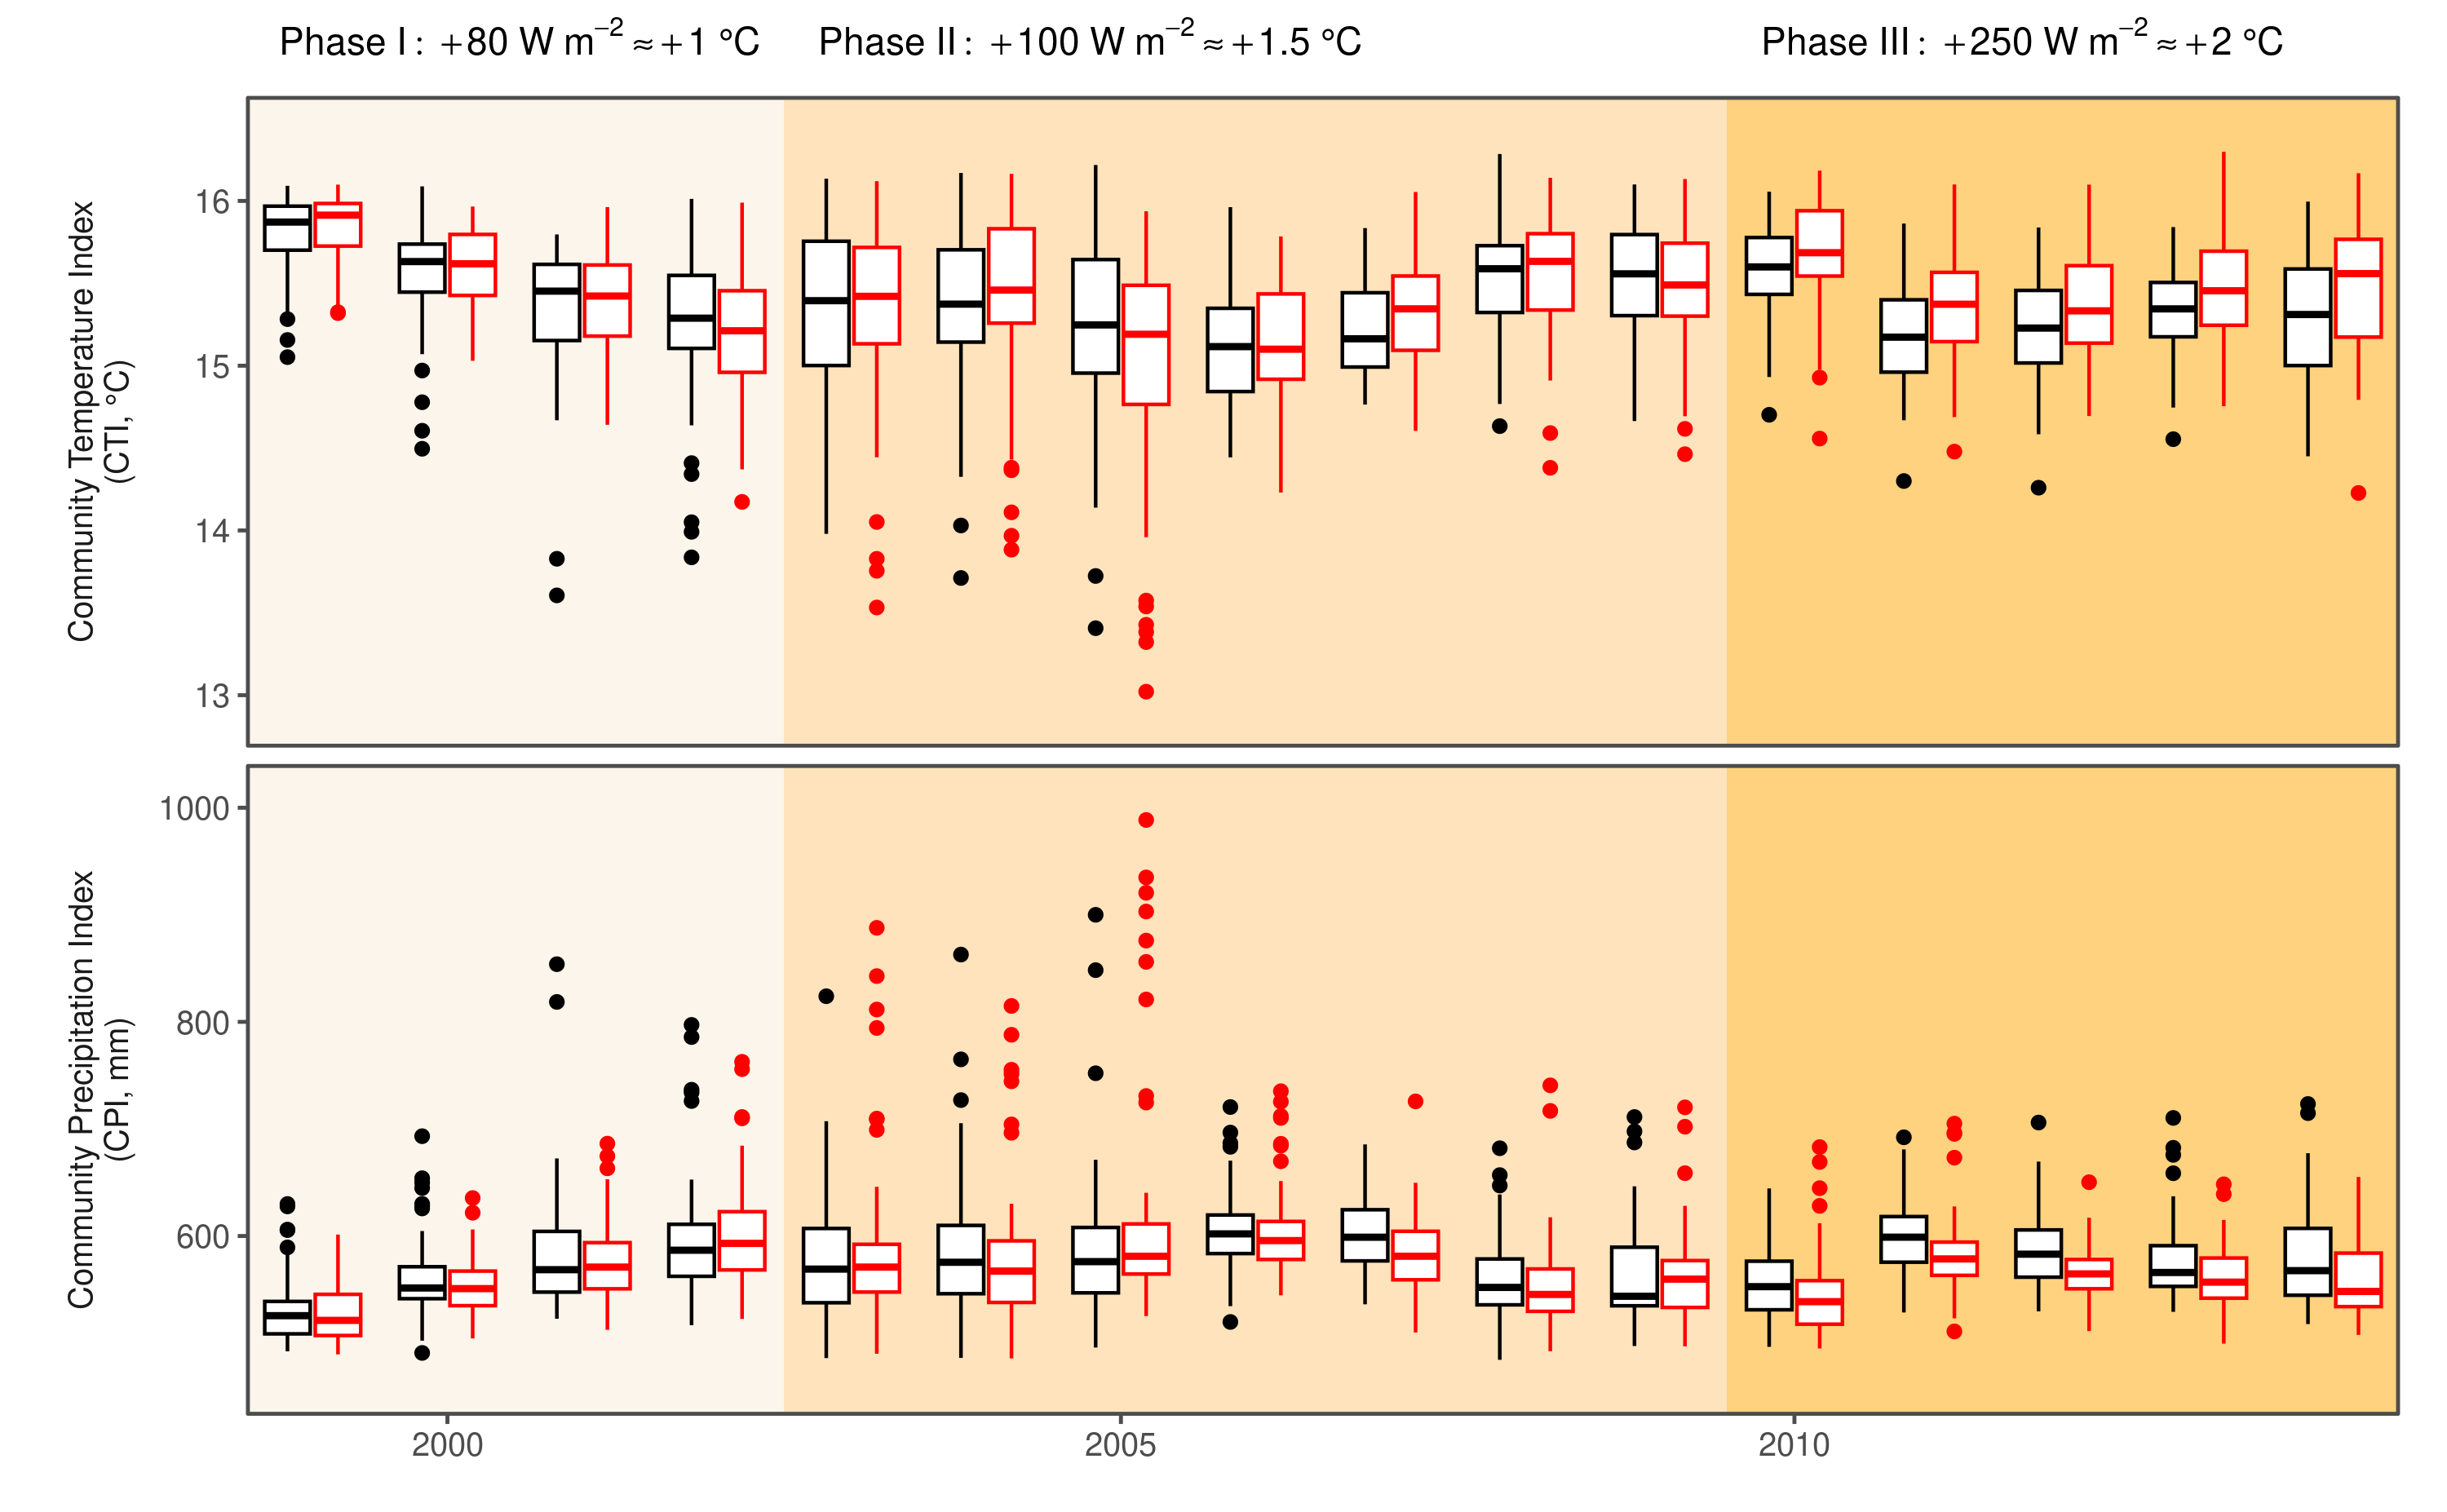 Phase I: +80 W m⁻² ≈ +1 °C
Phase II: +100 W m⁻² ≈ +1.5 °C
Phase III: +250 W m⁻² ≈ +2 °C
Community Temperature Index
(CTI, °C)
16
15
14
13
Community Precipitation Index
(CPI, mm)
1000
800
600
2000
2005
2010